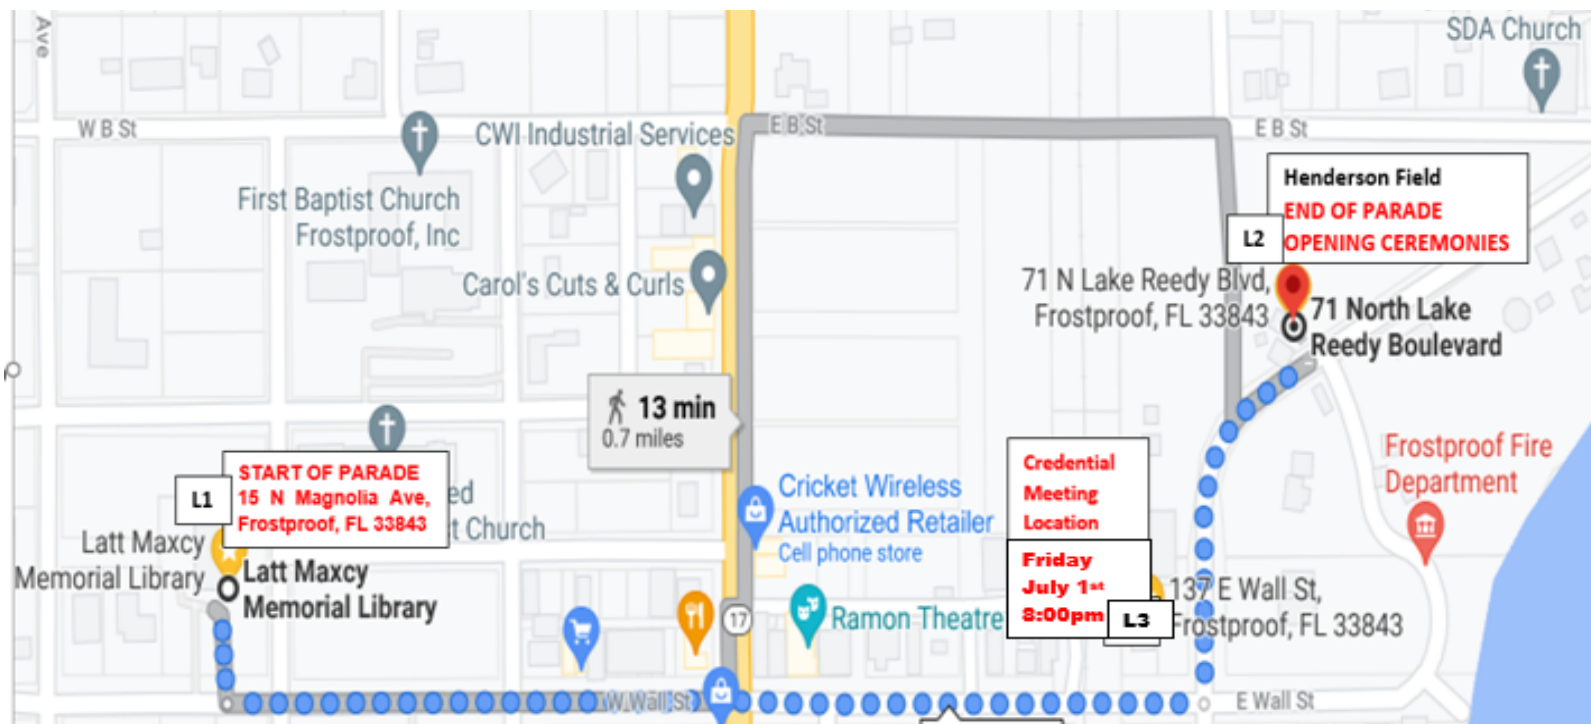 Ave
SDA Church
W B St
CWI Industrial Services
E B St
E B St
First Baptist Church
Frostproof, Inc
Henderson Field
END OF PARADE
OPENING CEREMONIES
L2
Carol's Cuts & Curls
71 N Lake Reedy Blvd,
Frostproof, FL 33843
71 North Lake
Reedy Boulevard
13 min
0.7 miles
START OF PARADE
15 N Magnolia Ave,
Frostproof, FL 33843
L1
Church
Credential
Meeting
Location
Friday
July 1st
8:00pm
L3
Cricket Wireless
Authorized Retailer
Cell phone store
Frostproof Fire
Department
Latt Maxcy
Memorial Library
Latt Maxcy
Memorial Library
17
Ramon Theatre
137 E Wall St,
Frostproof, FL 33843
W Wall St
E Wall St